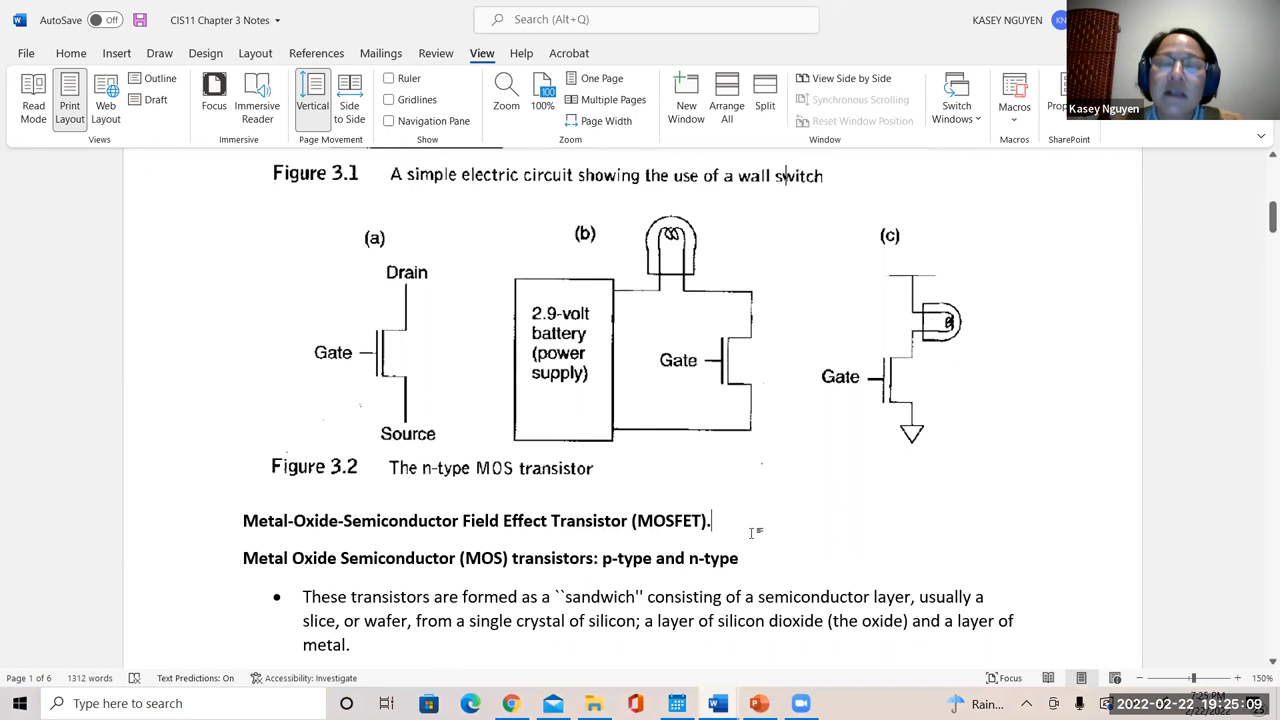 AutoSave Off CIS11 Chapter 3 Notes Search (Alt+Q) KASEY NGUYEN KN
File Home Insert Draw Design Layout References Mailings Review View Help Acrobat
Read Mode Print Layout Web Layout Outline Draft Focus Immersive Reader Vertical Side to Side Ruler Gridlines Navigation Pane Zoom 100 100% One Page Multiple Pages Page Width New Window Arrange All Split View Side by Side Synchronous Scrolling Reset Window Position Switch Windows Macros
Views Immersive Page Movement Show Zoom Window Macros SharePoint
Kasey Nguyen
Figure 3.1 A simple electric circuit showing the use of a wall switch
(a) (b) (c)
Drain
2.9-volt
battery
(power
supply)
Gate Gate Gate
Source
Figure 3.2 The n-type MOS transistor
Metal-Oxide-Semiconductor Field Effect Transistor (MOSFET).
Metal Oxide Semiconductor (MOS) transistors: p-type and n-type
• These transistors are formed as a ``sandwich'' consisting of a semiconductor layer, usually a
slice, or wafer, from a single crystal of silicon; a layer of silicon dioxide (the oxide) and a layer of
metal.
Page 1 of 6 1312 words Text Predictions: On Accessibility: Investigate Focus 150%
Type here to search Rain... 7:25 PM
2022-02-22 19:25:09